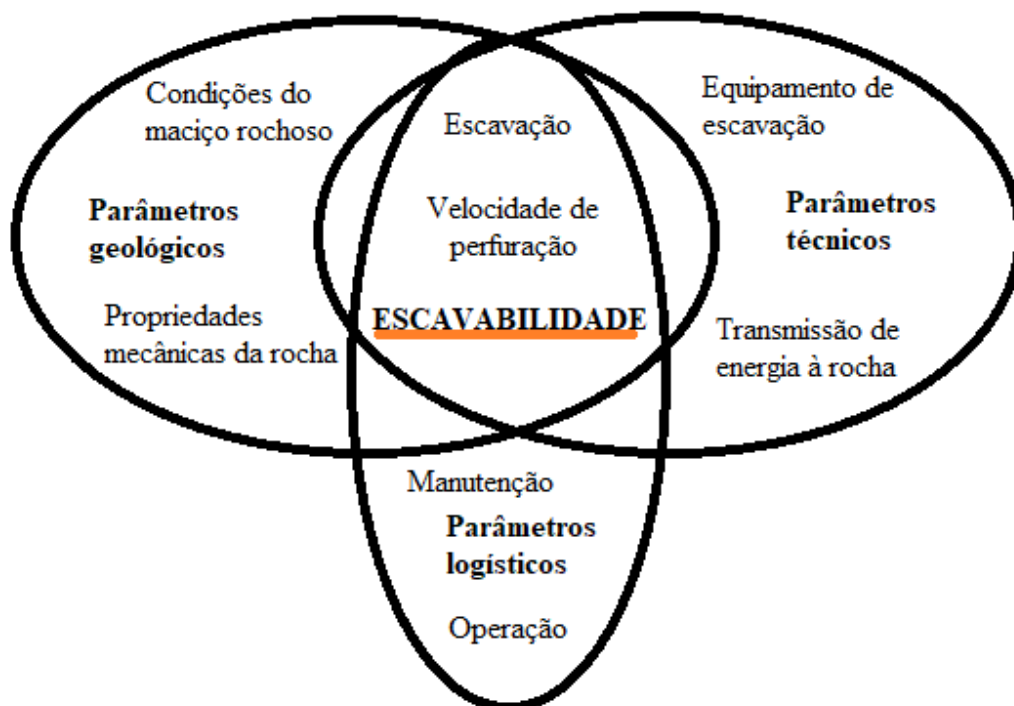 Condições do
maciço rochoso
Parâmetros
geológicos
Propriedades
mecânicas da rocha
Escavação
Velocidade de
perfuração
ESCAVABILIDADE
Equipamento de
escavação
Parâmetros
técnicos
Transmissão de
energia à rocha
Manutenção
Parâmetros
logísticos
Operação